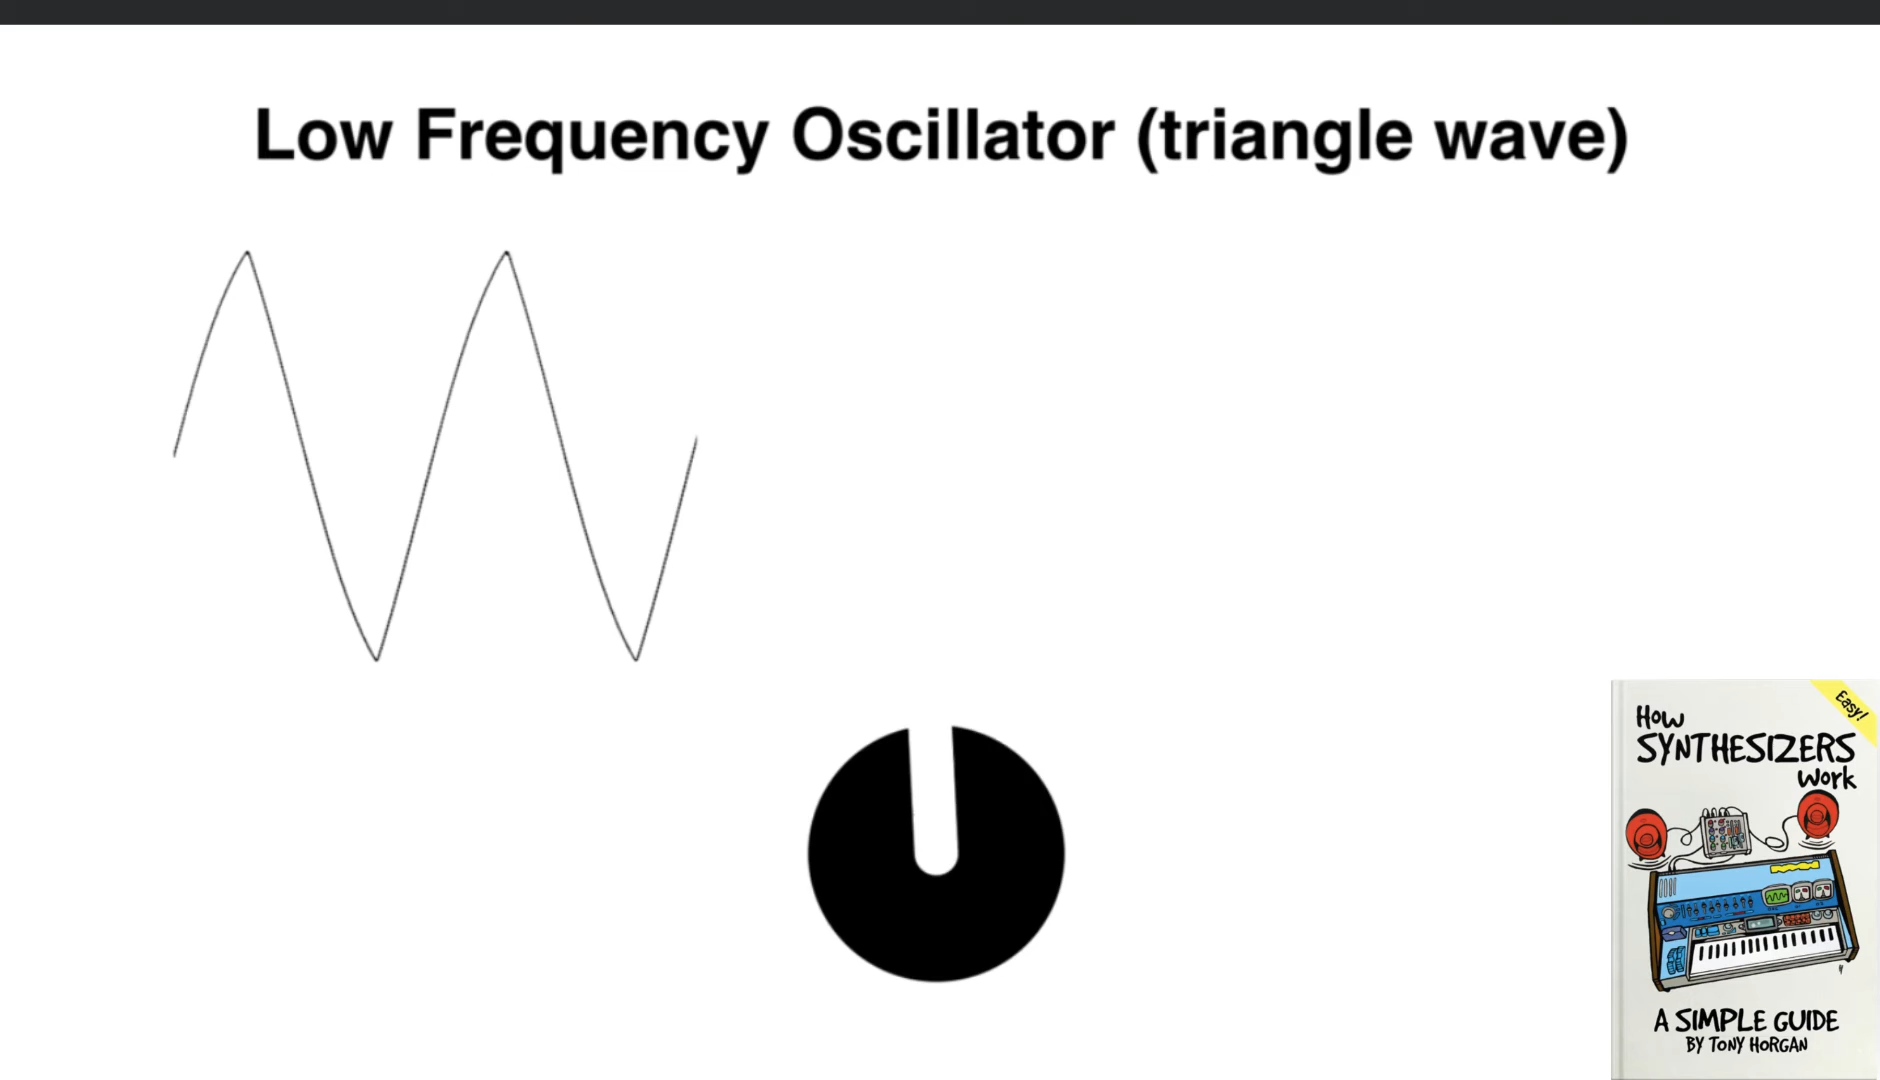 Low Frequency Oscillator (triangle wave)
Easy!
How
SYNTHESIZERS
Work
A SIMPLE GUIDE
BY TONY HORGAN